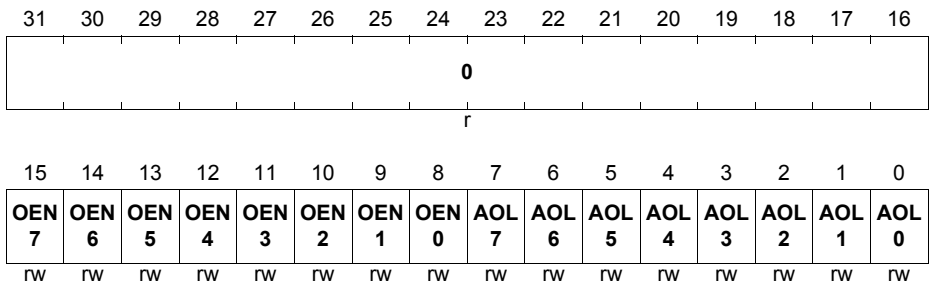 31 30 29 28 27 26 25 24 23 22 21 20 19 18 17 16
0
r
15 14 13 12 11 10 9 8 7 6 5 4 3 2 1 0
OEN OEN OEN OEN OEN OEN OEN OEN AOL AOL AOL AOL AOL AOL AOL AOL
7 6 5 4 3 2 1 0 7 6 5 4 3 2 1 0
rw rw rw rw rw rw rw rw rw rw rw rw rw rw rw rw